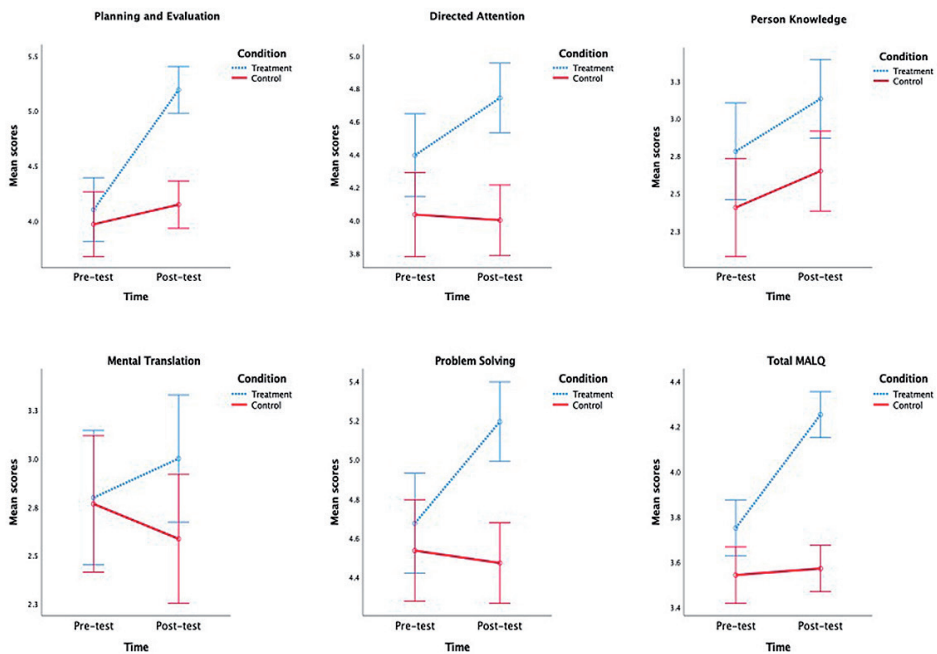 Planning and Evaluation
Condition
Treatment
Control
Mean scores
5.5
5.0
4.5
4.0
Pre-test Post-test
Time
Directed Attention
Condition
Treatment
Control
Mean scores
5.0
4.8
4.6
4.4
4.2
4.0
3.8
Pre-test Post-test
Time
Person Knowledge
Condition
Treatment
Control
Mean scores
3.3
3.0
2.8
2.5
2.3
Pre-test Post-test
Time
Mental Translation
Condition
Treatment
Control
Mean scores
3.3
3.0
2.8
2.5
2.3
Pre-test Post-test
Time
Problem Solving
Condition
Treatment
Control
Mean scores
5.4
5.2
5.0
4.8
4.6
4.4
Pre-test Post-test
Time
Total MALQ
Condition
Treatment
Control
Mean scores
4.4
4.2
4.0
3.8
3.6
3.4
Pre-test Post-test
Time